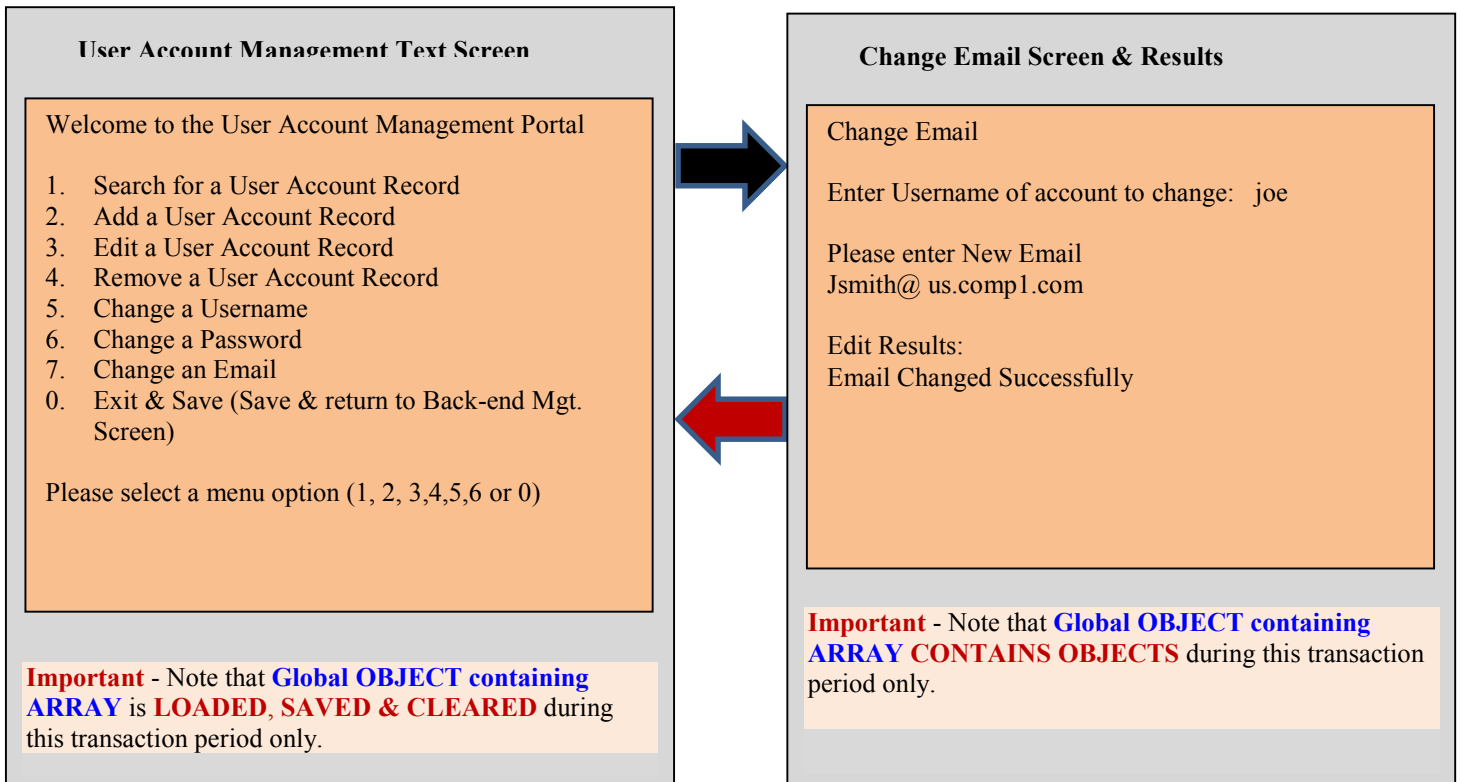 User Account Management Text Screen
Welcome to the User Account Management Portal
1. Search for a User Account Record
2. Add a User Account Record
3. Edit a User Account Record
4. Remove a User Account Record
5. Change a Username
6. Change a Password
7. Change an Email
0. Exit & Save (Save & return to Back-end Mgt.
Screen)
Please select a menu option (1, 2, 3,4,5,6 or 0)
Important - Note that Global OBJECT containing
ARRAY is LOADED, SAVED & CLEARED during
this transaction period only.
Change Email Screen & Results
Change Email
Enter Username of account to change: joe
Please enter New Email
Jsmith@ us.comp1.com
Edit Results:
Email Changed Successfully
Important - Note that Global OBJECT containing
ARRAY CONTAINS OBJECTS during this transaction
period only.